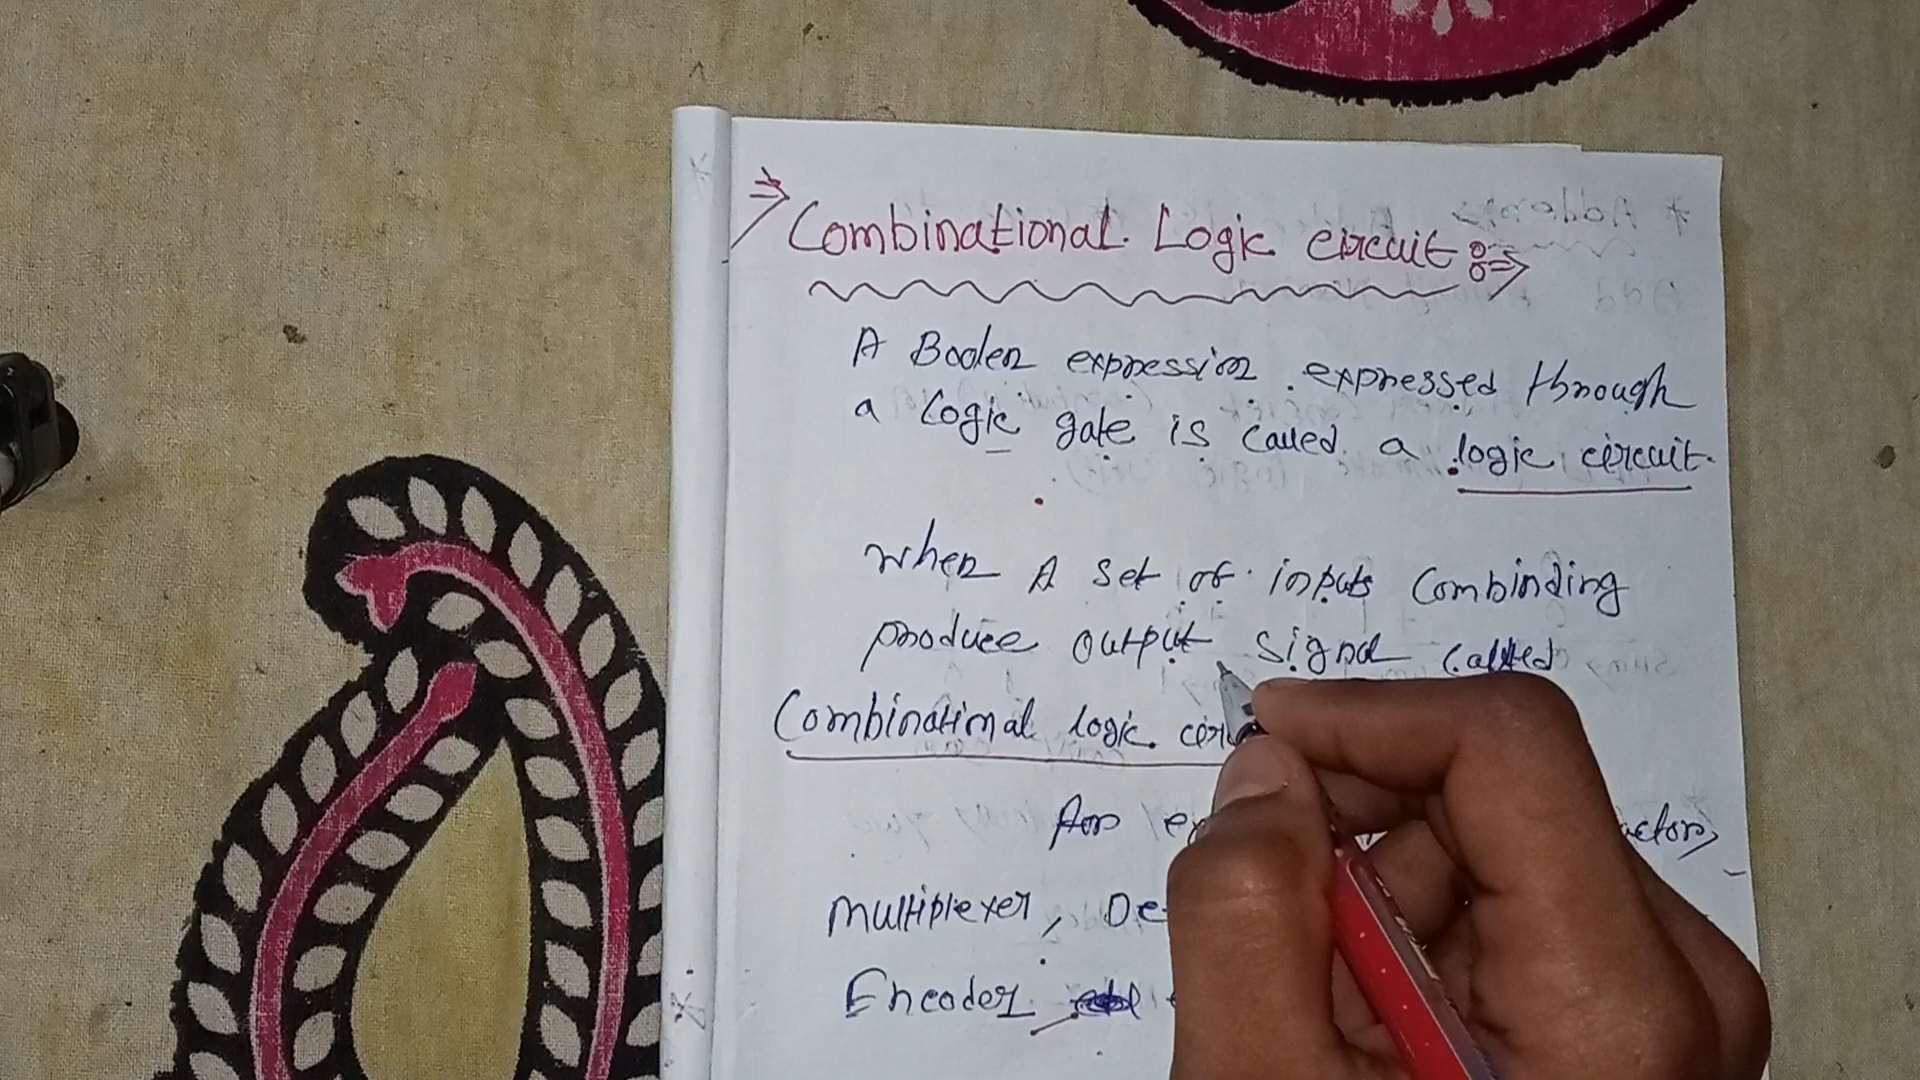 ⇒ Combinational Logic circuit :⇒
A Boolen expression expressed through
a Logic gate is called a logic circuit.
When A set of inputs Combinding
produce output signal called
Combinational logic
for
Multiplexer, De-
Encoder,